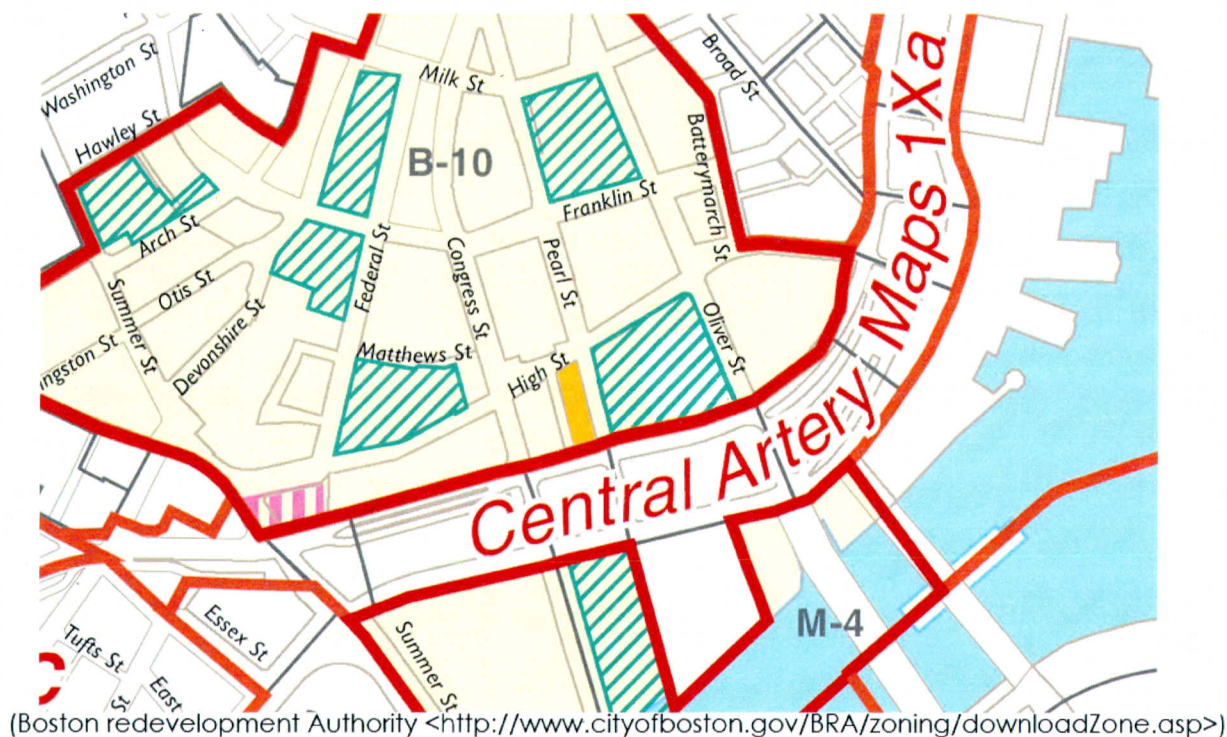 Washington St
Hawley St
Milk St
Broad St
Maps 1Xa
B-10
Batterymarch St
Franklin St
Arch St
Otis St
Summer St
Devonshire St
Federal St
Congress St
Pearl St
Oliver St
ingston St
Matthews St
High St
Central Artery
Essex St
Tufts St
St
East
Summer St
M-4
C
(Boston redevelopment Authority <http://www.cityofboston.gov/BRA/zoning/downloadZone.asp>)